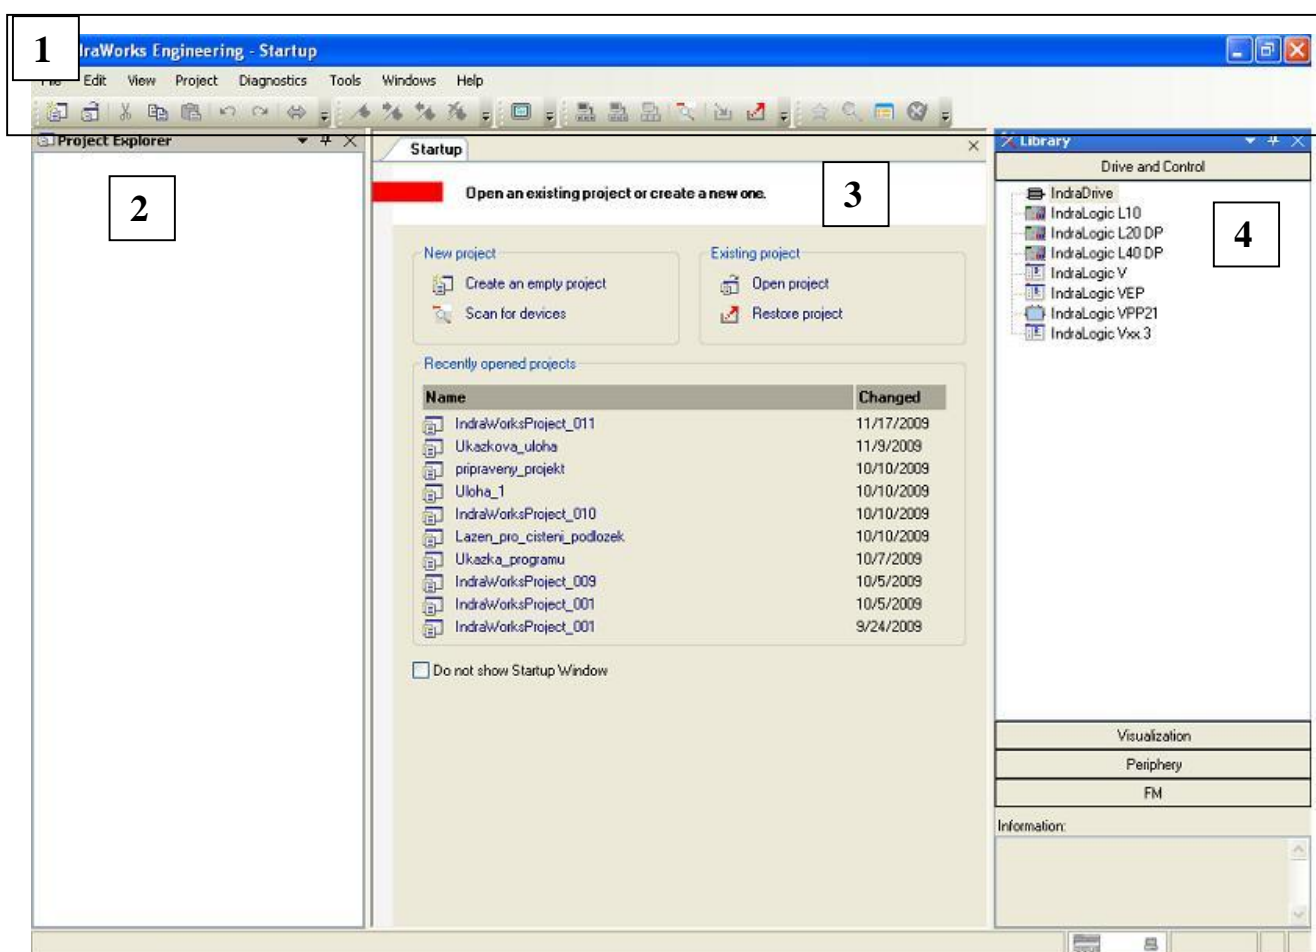 1
IndraWorks Engineering - Startup
File Edit View Project Diagnostics Tools Windows Help
Project Explorer
2
Startup
Open an existing project or create a new one.
3
New project
Create an empty project
Scan for devices
Existing project
Open project
Restore project
Recently opened projects
Name Changed
IndraWorksProject_011 11/17/2009
Ukazkova_uloha 11/9/2009
pripraveny_projekt 10/10/2009
Uloha_1 10/10/2009
IndraWorksProject_010 10/10/2009
Lazen_pro_cisteni_podlozek 10/10/2009
Ukazka_programu 10/7/2009
IndraWorksProject_009 10/5/2009
IndraWorksProject_001 10/5/2009
IndraWorksProject_001 9/24/2009
Do not show Startup Window
Library
Drive and Control
4
IndraDrive
IndraLogic L10
IndraLogic L20 DP
IndraLogic L40 DP
IndraLogic V
IndraLogic VEP
IndraLogic VPP21
IndraLogic Vxx.3
Visualization
Periphery
FM
Information: